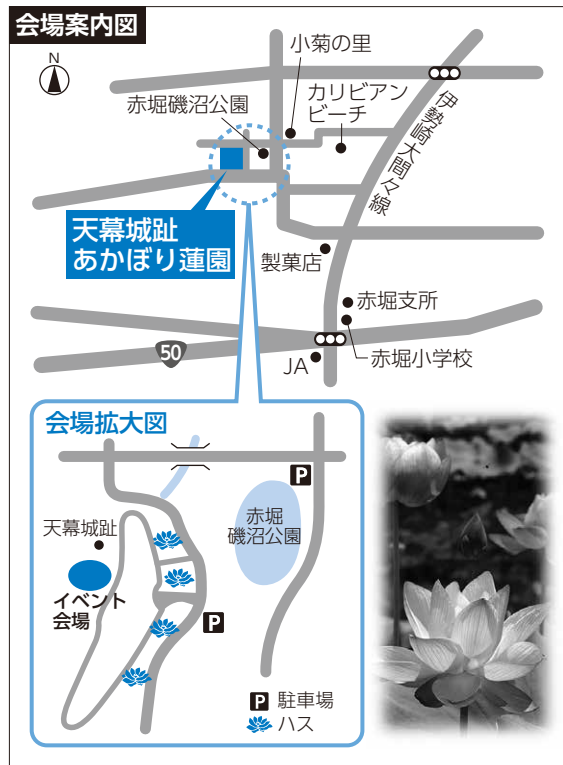 会場案内図
N
小菊の里
赤堀磯沼公園
カリビアン
ビーチ
伊勢崎大間々線
天幕城趾
あかぼり蓮園
製菓店
赤堀支所
50
赤堀小学校
JA
会場拡大図
P
赤堀
磯沼公園
天幕城趾
イベント
会場
P
P 駐車場
ハス